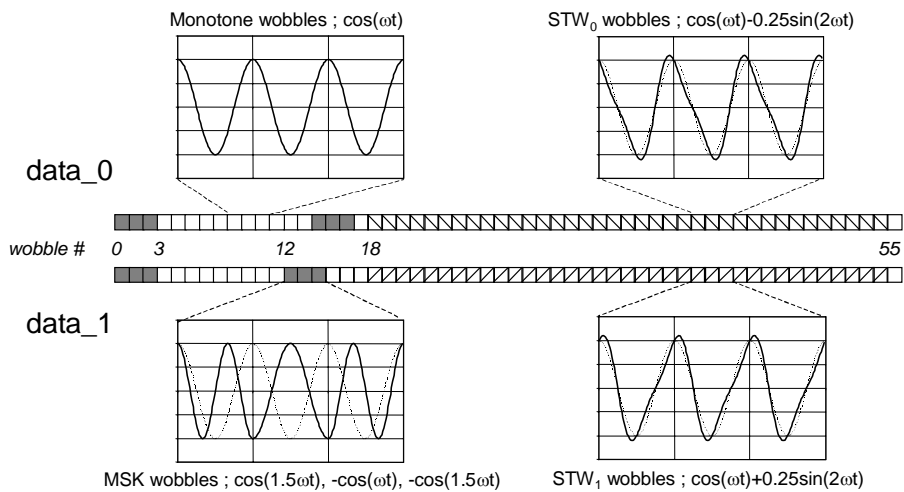 Monotone wobbles ; cos(ωt)
STW₀ wobbles ; cos(ωt)-0.25sin(2ωt)
data_0
wobble # 0 3 12 18 55
data_1
MSK wobbles ; cos(1.5ωt), -cos(ωt), -cos(1.5ωt)
STW₁ wobbles ; cos(ωt)+0.25sin(2ωt)